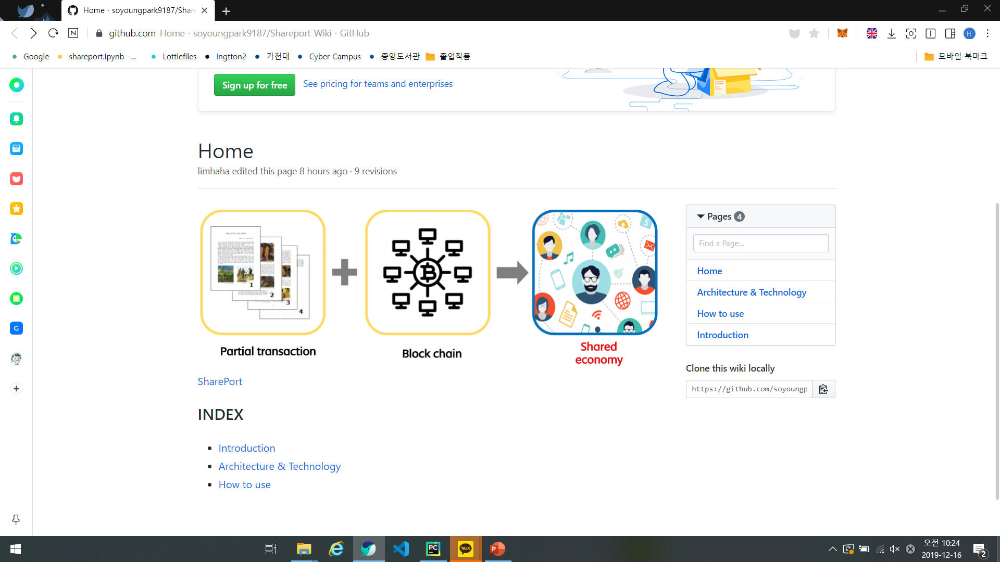 Home · soyoungpark9187/Shar
github.com Home · soyoungpark9187/Shareport Wiki · GitHub
Google
shareport.ipynb -...
Lottiefiles
Ingtton2
가천대
Cyber Campus
중앙도서관
졸업작품
모바일 북마크
Sign up for free
See pricing for teams and enterprises
Home
limhaha edited this page 8 hours ago · 9 revisions
1
2
3
4
Partial transaction
Block chain
Shared
economy
SharePort
INDEX
Introduction
Architecture & Technology
How to use
Pages 4
Find a Page...
Home
Architecture & Technology
How to use
Introduction
Clone this wiki locally
https://github.com/soyoungp
N
H
G
PC
TALK
P
오전 10:24
2019-12-16
2